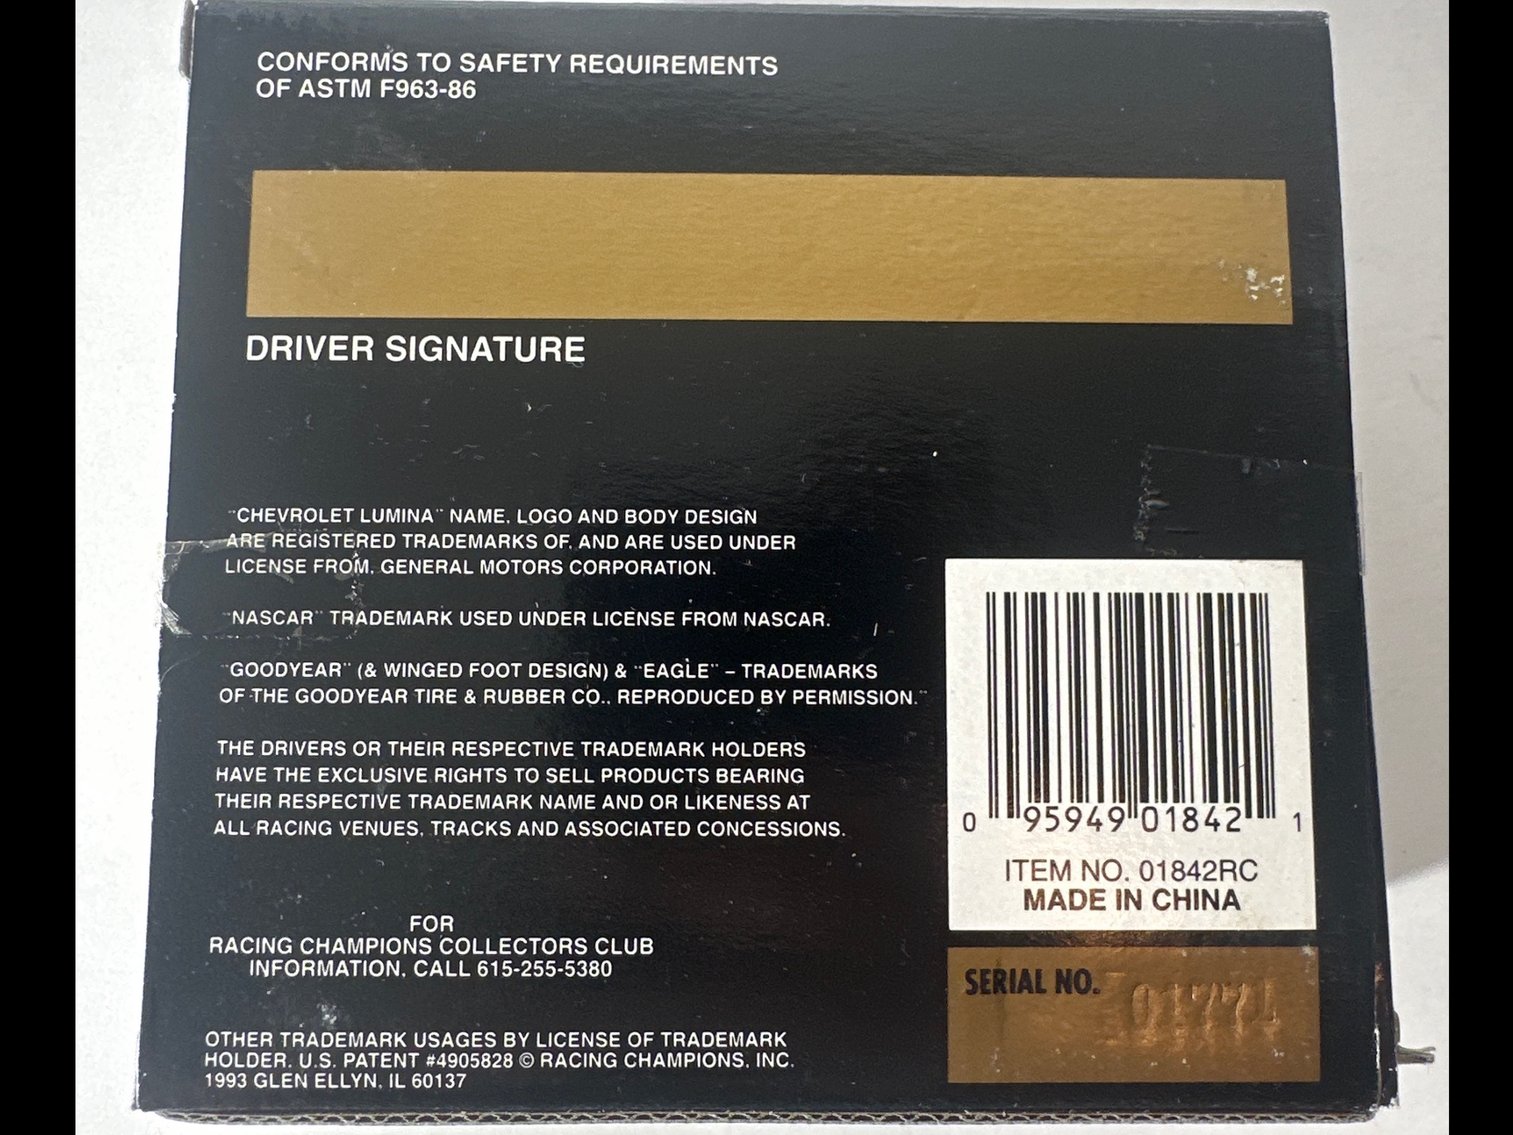 CONFORMS TO SAFETY REQUIREMENTS
OF ASTM F963-86
DRIVER SIGNATURE
"CHEVROLET LUMINA" NAME, LOGO AND BODY DESIGN
ARE REGISTERED TRADEMARKS OF, AND ARE USED UNDER
LICENSE FROM, GENERAL MOTORS CORPORATION.
"NASCAR" TRADEMARK USED UNDER LICENSE FROM NASCAR.
"GOODYEAR" (& WINGED FOOT DESIGN) & "EAGLE" – TRADEMARKS
OF THE GOODYEAR TIRE & RUBBER CO., REPRODUCED BY PERMISSION."
THE DRIVERS OR THEIR RESPECTIVE TRADEMARK HOLDERS
HAVE THE EXCLUSIVE RIGHTS TO SELL PRODUCTS BEARING
THEIR RESPECTIVE TRADEMARK NAME AND OR LIKENESS AT
ALL RACING VENUES, TRACKS AND ASSOCIATED CONCESSIONS.
FOR
RACING CHAMPIONS COLLECTORS CLUB
INFORMATION, CALL 615-255-5380
OTHER TRADEMARK USAGES BY LICENSE OF TRADEMARK
HOLDER. U.S. PATENT #4905828 © RACING CHAMPIONS, INC.
1993 GLEN ELLYN, IL 60137
0 95949 01842 1
ITEM NO. 01842RC
MADE IN CHINA
SERIAL NO.